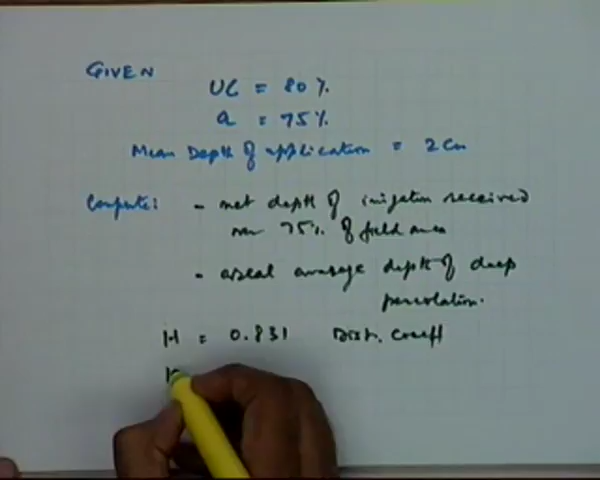 GIVEN
UC = 80%
a = 75%
Mean Depth of application = 2 Cm
Compute: - net depth of irrigation received
over 75% of field area
- areal average depth of deep
percolation.
H = 0.831 Dist. Coeff